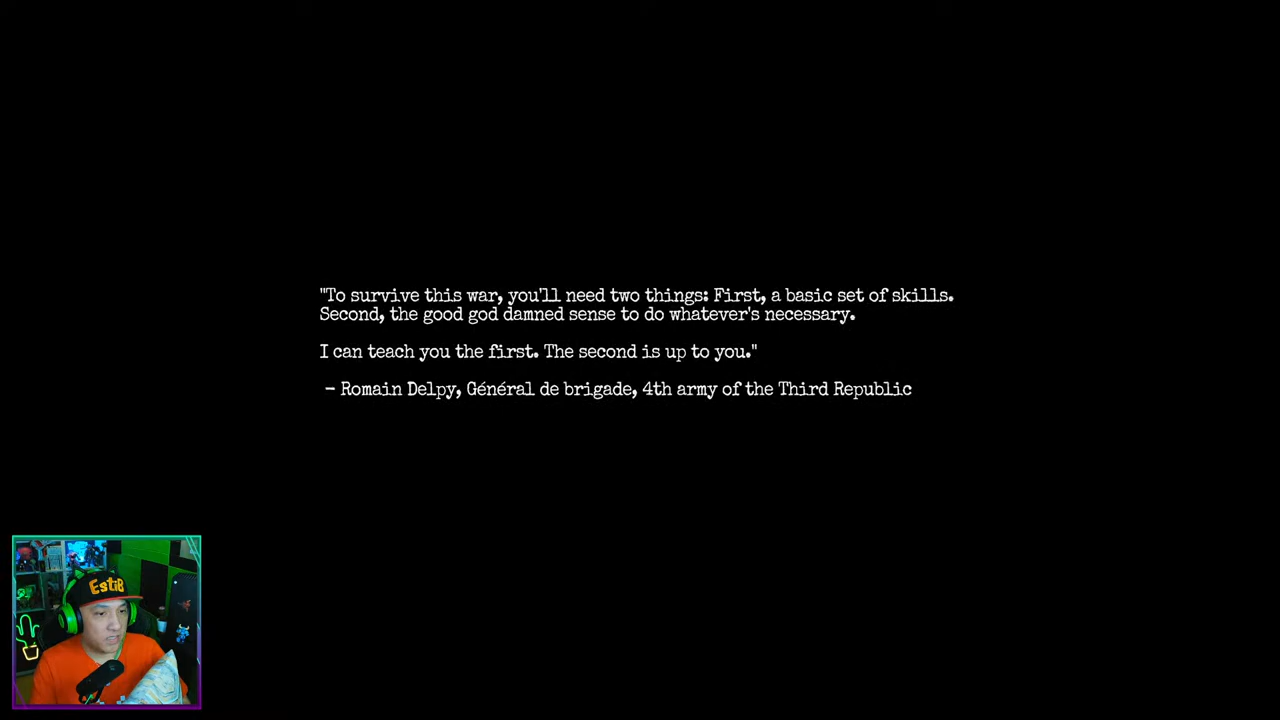 "To survive this war, you'll need two things: First, a basic set of skills.
Second, the good god damned sense to do whatever's necessary.
I can teach you the first. The second is up to you."
– Romain Delpy, Général de brigade, 4th army of the Third Republic
EstiB